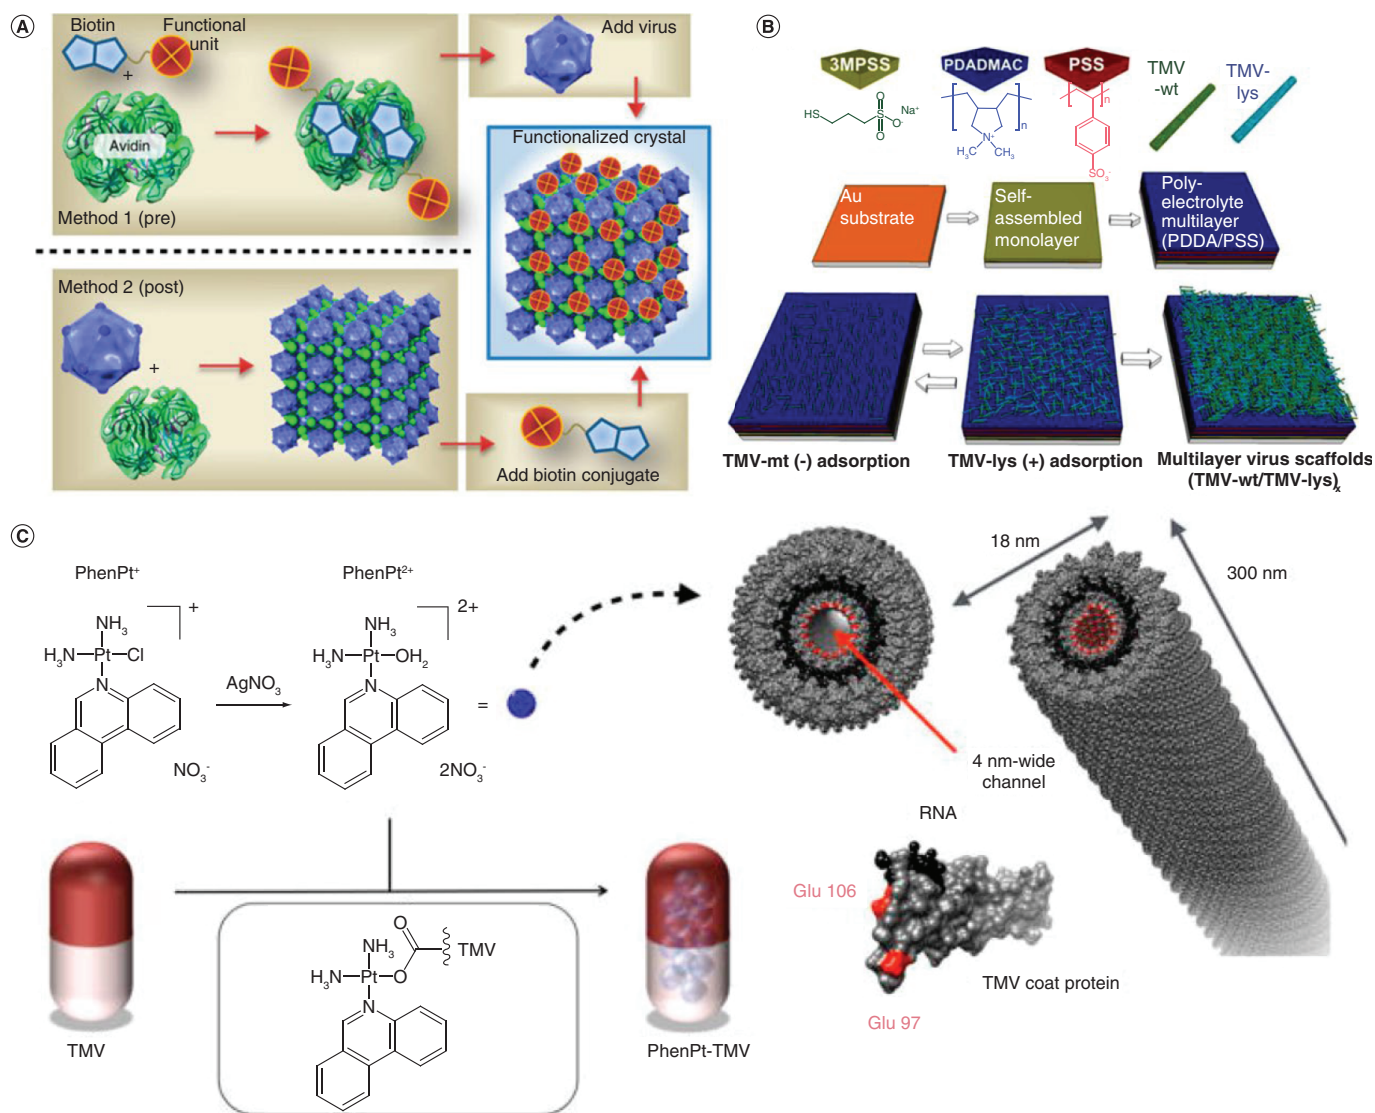 A
Biotin
Functional
unit
+
Avidin
Method 1 (pre)
Add virus
Functionalized crystal
Method 2 (post)
+
Add biotin conjugate
B
3MPSS
PDADMAC
PSS
TMV
-wt
TMV-
lys
HS
O
S
O
O-
Na+
n
N+
H3C
CH3
n
SO3-
Au
substrate
Self-
assembled
monolayer
Poly-
electrolyte
multilayer
(PDDA/PSS)
TMV-mt (-) adsorption
TMV-lys (+) adsorption
Multilayer virus scaffolds
(TMV-wt/TMV-lys)x
C
PhenPt+
+
NH3
H3N-Pt-Cl
N
NO3-
AgNO3
PhenPt2+
2+
NH3
H3N-Pt-OH2
N
2NO3-
=
18 nm
300 nm
4 nm-wide
channel
RNA
Glu 106
Glu 97
TMV coat protein
TMV
O
NH3
TMV
H3N-Pt-O
N
PhenPt-TMV